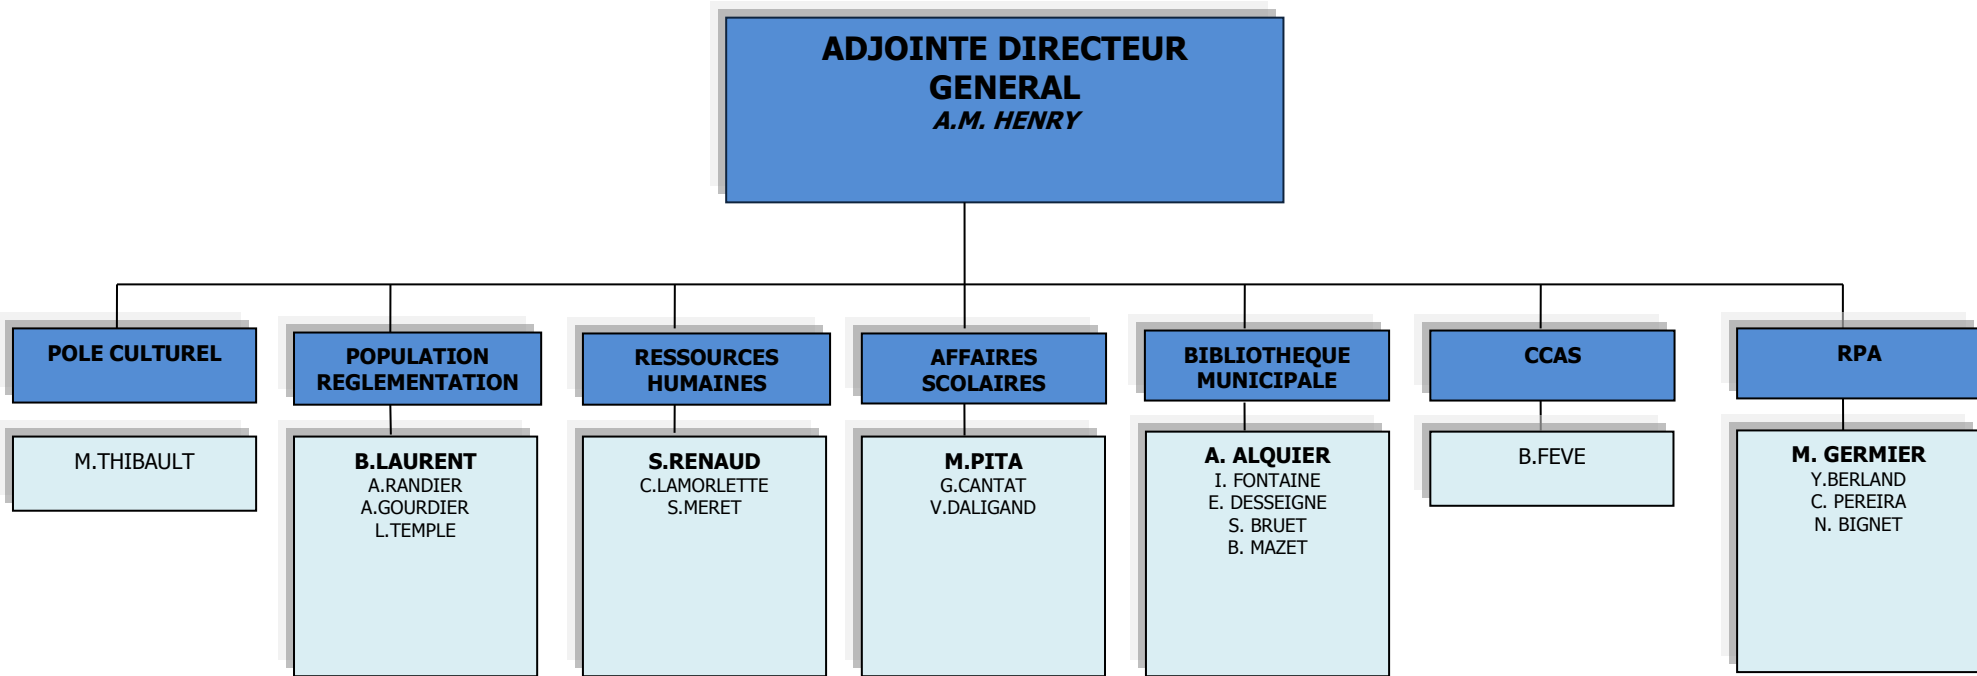 ADJOINTE DIRECTEUR
GENERAL
A.M. HENRY
POLE CULTUREL
M.THIBAULT
POPULATION
REGLEMENTATION
B.LAURENT
A.RANDIER
A.GOURDIER
L.TEMPLE
RESSOURCES
HUMAINES
S.RENAUD
C.LAMORLETTE
S.MERET
AFFAIRES
SCOLAIRES
M.PITA
G.CANTAT
V.DALIGAND
BIBLIOTHEQUE
MUNICIPALE
A. ALQUIER
I. FONTAINE
E. DESSEIGNE
S. BRUET
B. MAZET
CCAS
B.FEVE
RPA
M. GERMIER
Y.BERLAND
C. PEREIRA
N. BIGNET